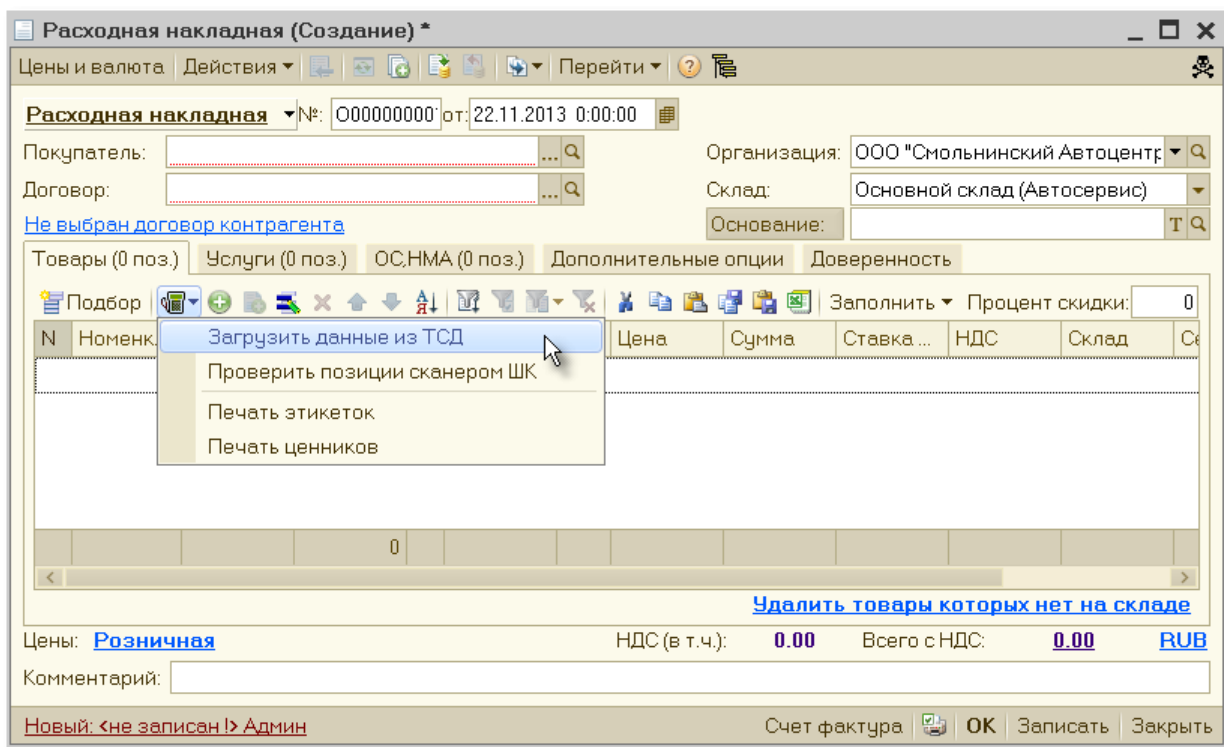 Расходная накладная (Создание) *
Цены и валюта Действия Перейти
Расходная накладная №: О00000000 от: 22.11.2013 0:00:00
Покупатель: ... Организация: ООО "Смольнинский Автоцентр
Договор: ... Склад: Основной склад (Автосервис)
Не выбран договор контрагента Основание: T
Товары (0 поз.) Услуги (0 поз.) ОС,НМА (0 поз.) Дополнительные опции Доверенность
Подбор Заполнить Процент скидки: 0
N Номенк. Цена Сумма Ставка ... НДС Склад Се
Загрузить данные из ТСД
Проверить позиции сканером ШК
Печать этикеток
Печать ценников
0
Удалить товары которых нет на складе
Цены: Розничная НДС (в т.ч.): 0.00 Всего с НДС: 0.00 RUB
Комментарий:
Новый: <не записан !> Админ Счет фактура OK Записать Закрыть